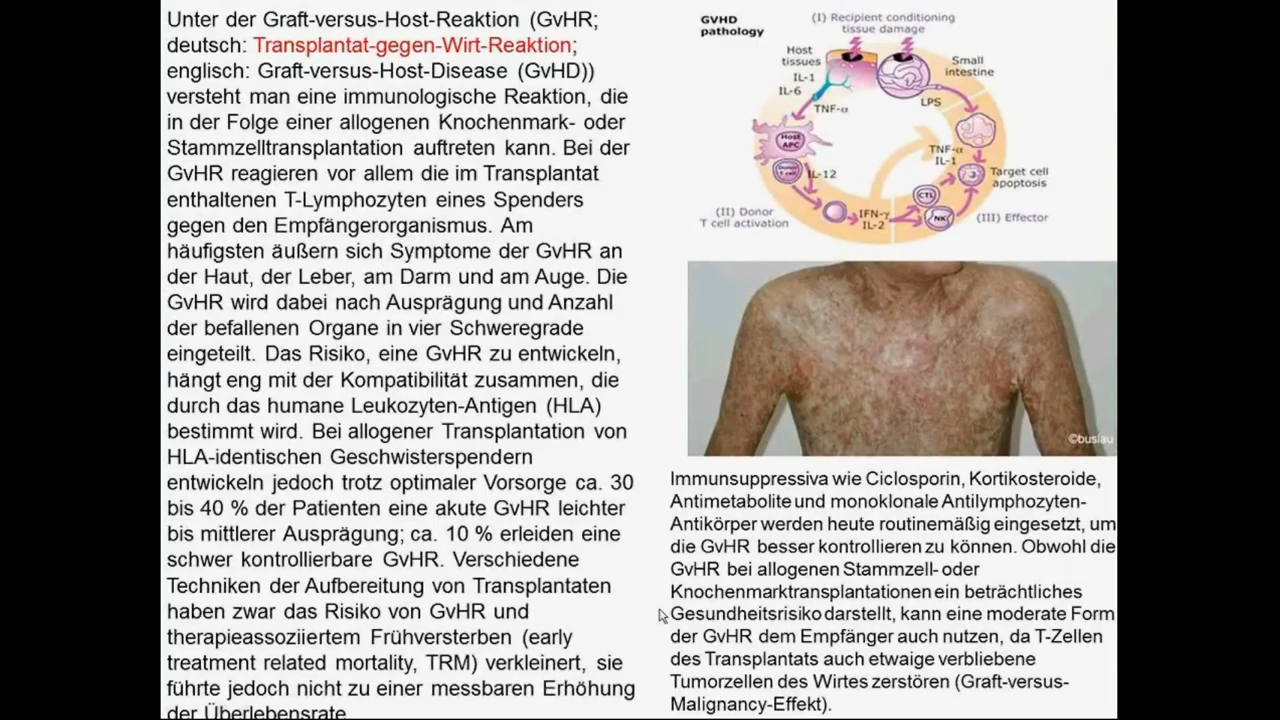 Unter der Graft-versus-Host-Reaktion (GvHR;
deutsch: Transplantat-gegen-Wirt-Reaktion;
englisch: Graft-versus-Host-Disease (GvHD))
versteht man eine immunologische Reaktion, die
in der Folge einer allogenen Knochenmark- oder
Stammzelltransplantation auftreten kann. Bei der
GvHR reagieren vor allem die im Transplantat
enthaltenen T-Lymphozyten eines Spenders
gegen den Empfängerorganismus. Am
häufigsten äußern sich Symptome der GvHR an
der Haut, der Leber, am Darm und am Auge. Die
GvHR wird dabei nach Ausprägung und Anzahl
der befallenen Organe in vier Schweregrade
eingeteilt. Das Risiko, eine GvHR zu entwickeln,
hängt eng mit der Kompatibilität zusammen, die
durch das humane Leukozyten-Antigen (HLA)
bestimmt wird. Bei allogener Transplantation von
HLA-identischen Geschwisterspendern
entwickeln jedoch trotz optimaler Vorsorge ca. 30
bis 40 % der Patienten eine akute GvHR leichter
bis mittlerer Ausprägung; ca. 10 % erleiden eine
schwer kontrollierbare GvHR. Verschiedene
Techniken der Aufbereitung von Transplantaten
haben zwar das Risiko von GvHR und
therapieassoziiertem Frühversterben (early
treatment related mortality, TRM) verkleinert, sie
führte jedoch nicht zu einer messbaren Erhöhung
der Überlebensrate
GVHD
pathology
(I) Recipient conditioning
tissue damage
Host
tissues
IL-1
IL-6
TNF-α
Small
intestine
LPS
Host
APC
Donor
T cell
IL-12
TNF-α
IL-1
Target cell
apoptosis
CTL
NK
IFN-γ
IL-2
(II) Donor
T cell activation
(III) Effector
©buslau
Immunsuppressiva wie Ciclosporin, Kortikosteroide,
Antimetabolite und monoklonale Antilymphozyten-
Antikörper werden heute routinemäßig eingesetzt, um
die GvHR besser kontrollieren zu können. Obwohl die
GvHR bei allogenen Stammzell- oder
Knochenmarktransplantationen ein beträchtliches
Gesundheitsrisiko darstellt, kann eine moderate Form
der GvHR dem Empfänger auch nutzen, da T-Zellen
des Transplantats auch etwaige verbliebene
Tumorzellen des Wirtes zerstören (Graft-versus-
Malignancy-Effekt).